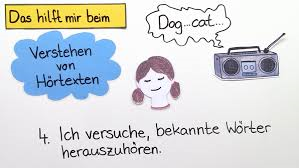 Das hilft mir beim
Verstehen
von
Hörtexten
Dog...cat...
4. Ich versuche, bekannte Wörter
herauszuhören.